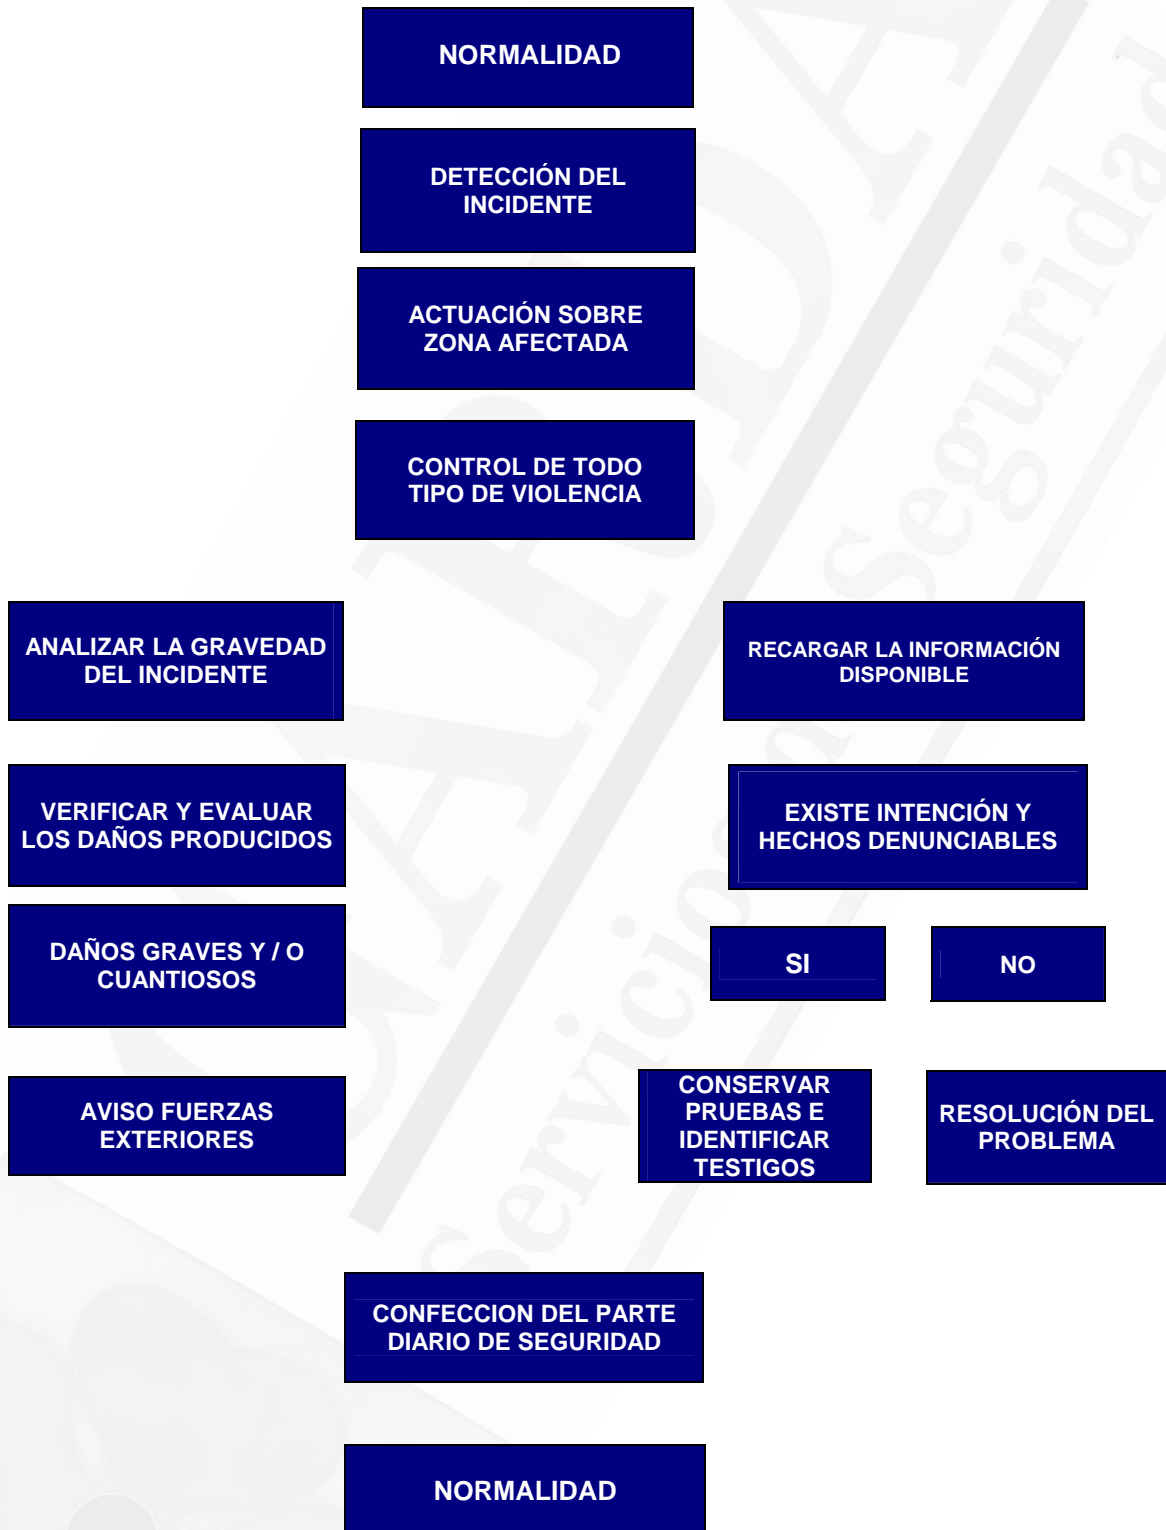 NORMALIDAD
DETECCIÓN DEL
INCIDENTE
ACTUACIÓN SOBRE
ZONA AFECTADA
CONTROL DE TODO
TIPO DE VIOLENCIA
ANALIZAR LA GRAVEDAD
DEL INCIDENTE
RECARGAR LA INFORMACIÓN
DISPONIBLE
VERIFICAR Y EVALUAR
LOS DAÑOS PRODUCIDOS
EXISTE INTENCIÓN Y
HECHOS DENUNCIABLES
DAÑOS GRAVES Y / O
CUANTIOSOS
SI
NO
AVISO FUERZAS
EXTERIORES
CONSERVAR
PRUEBAS E
IDENTIFICAR
TESTIGOS
RESOLUCIÓN DEL
PROBLEMA
CONFECCION DEL PARTE
DIARIO DE SEGURIDAD
NORMALIDAD
Servicios
Seguridad